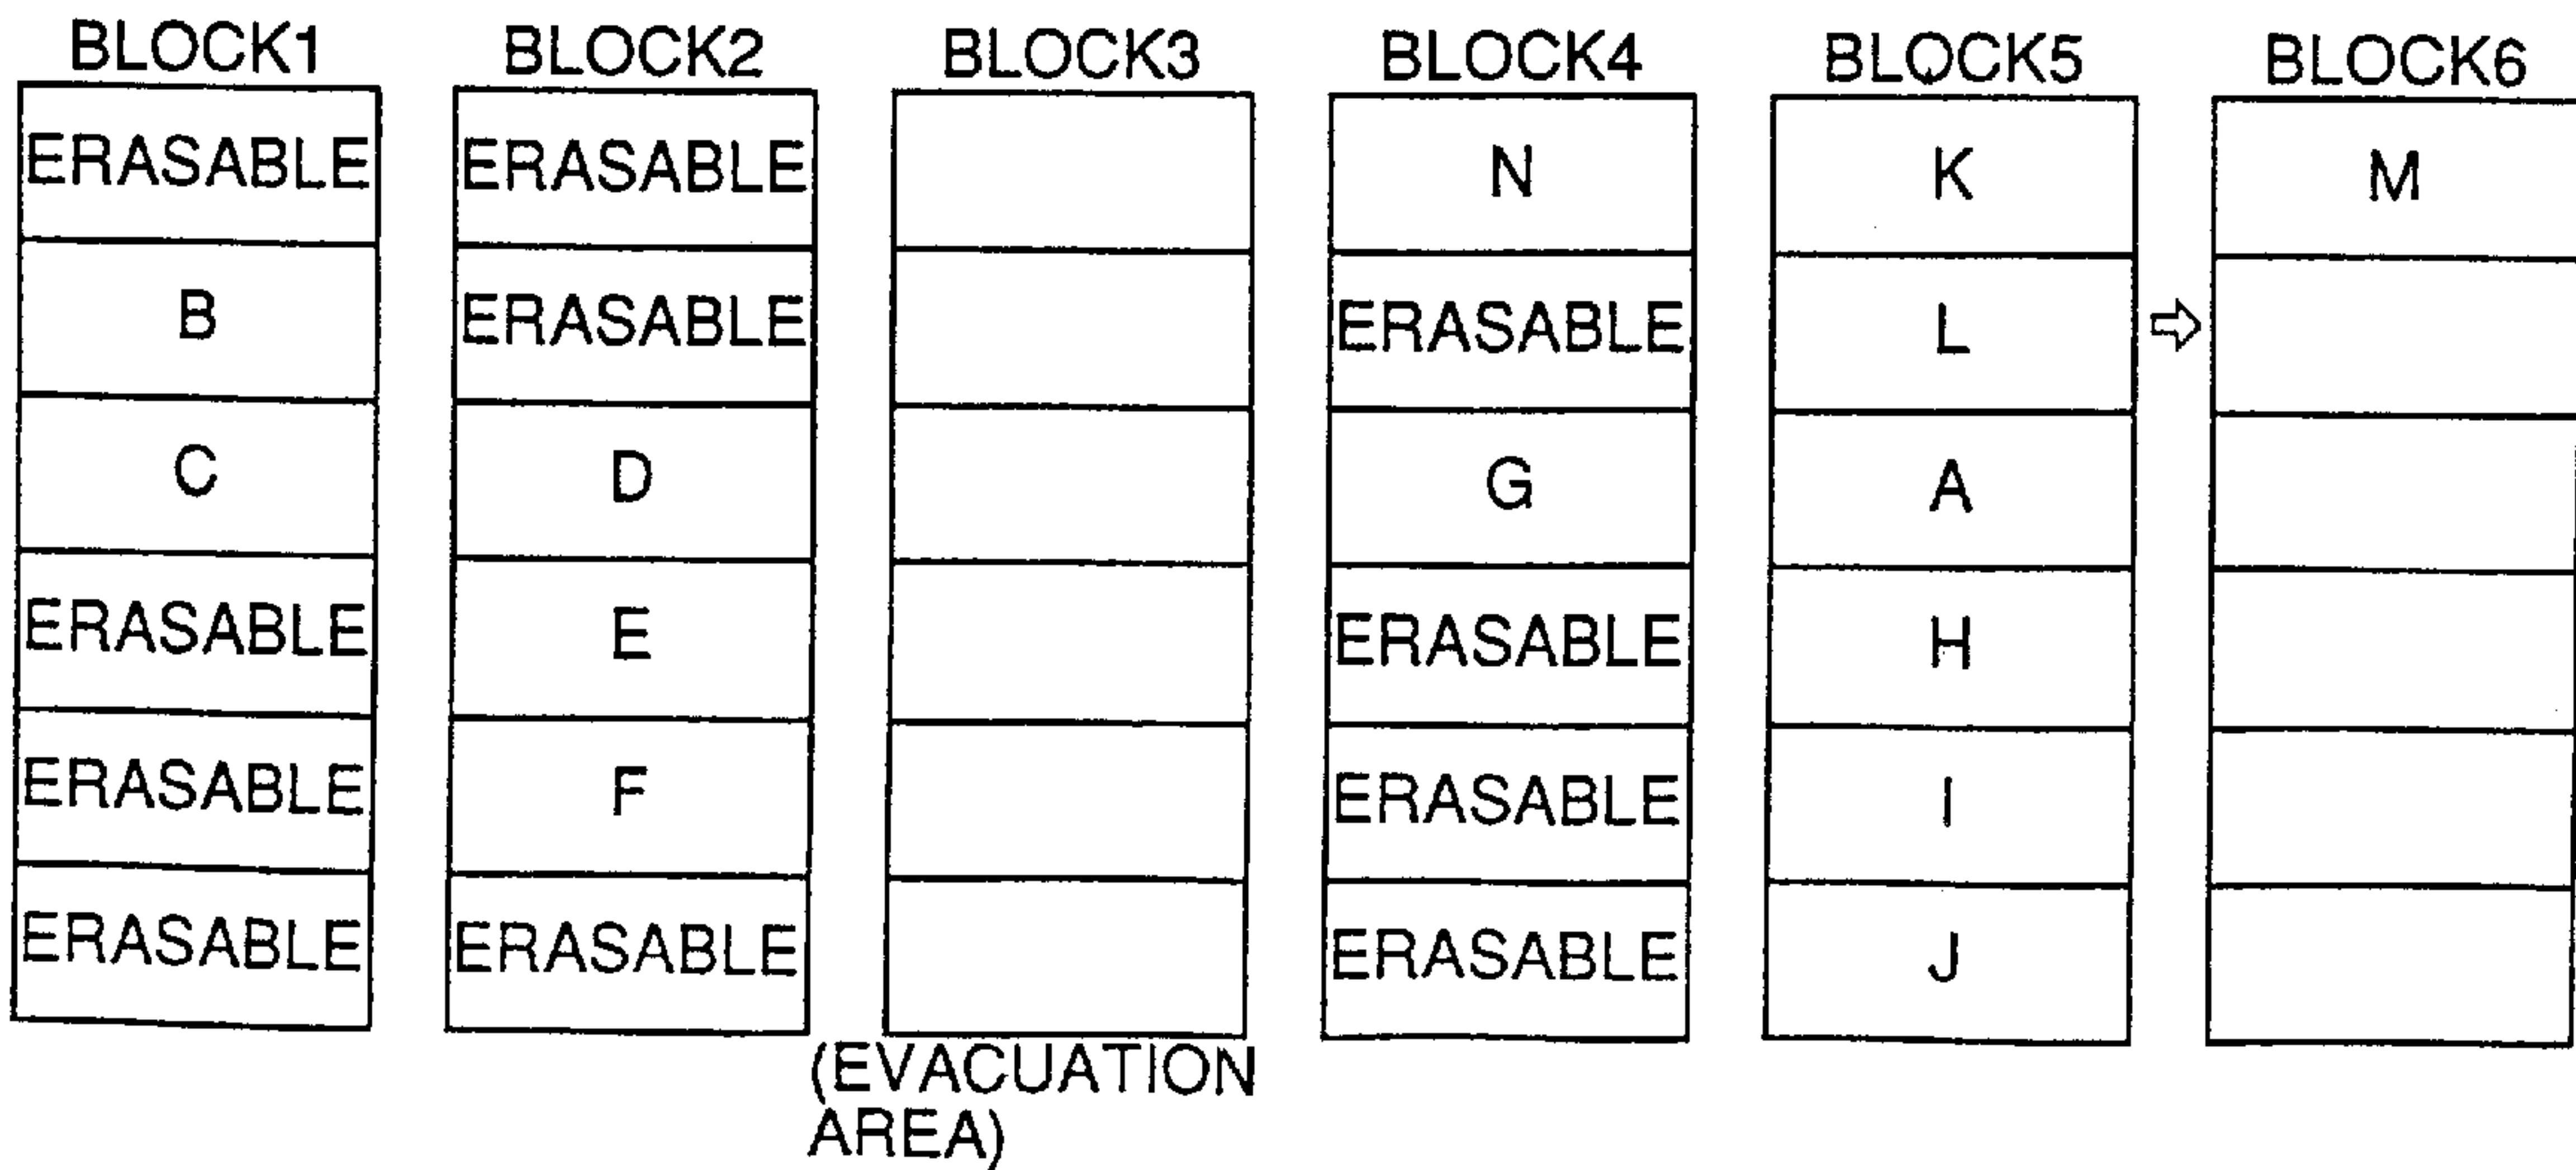 BLOCK1 BLOCK2 BLOCK3 BLOCK4 BLOCK5 BLOCK6
ERASABLE ERASABLE N K M
B ERASABLE ERASABLE L
C D G A
ERASABLE E ERASABLE H
ERASABLE F ERASABLE I
ERASABLE ERASABLE ERASABLE J
(EVACUATION
AREA)